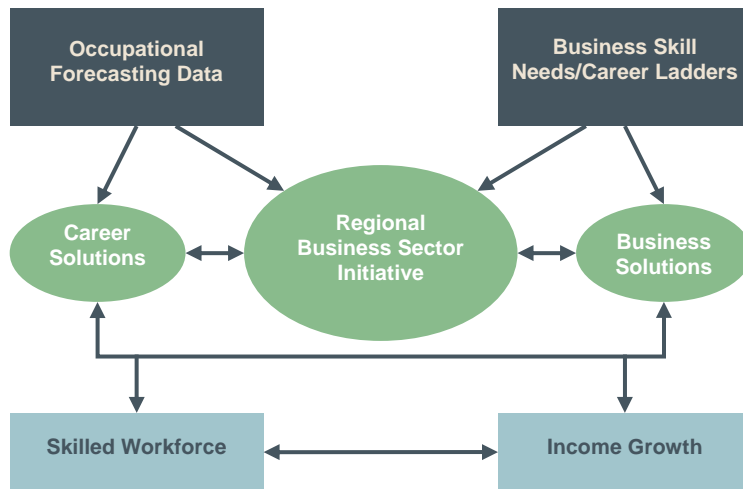 Occupational
Forecasting Data
Business Skill
Needs/Career Ladders
Career
Solutions
Regional
Business Sector
Initiative
Business
Solutions
Skilled Workforce
Income Growth